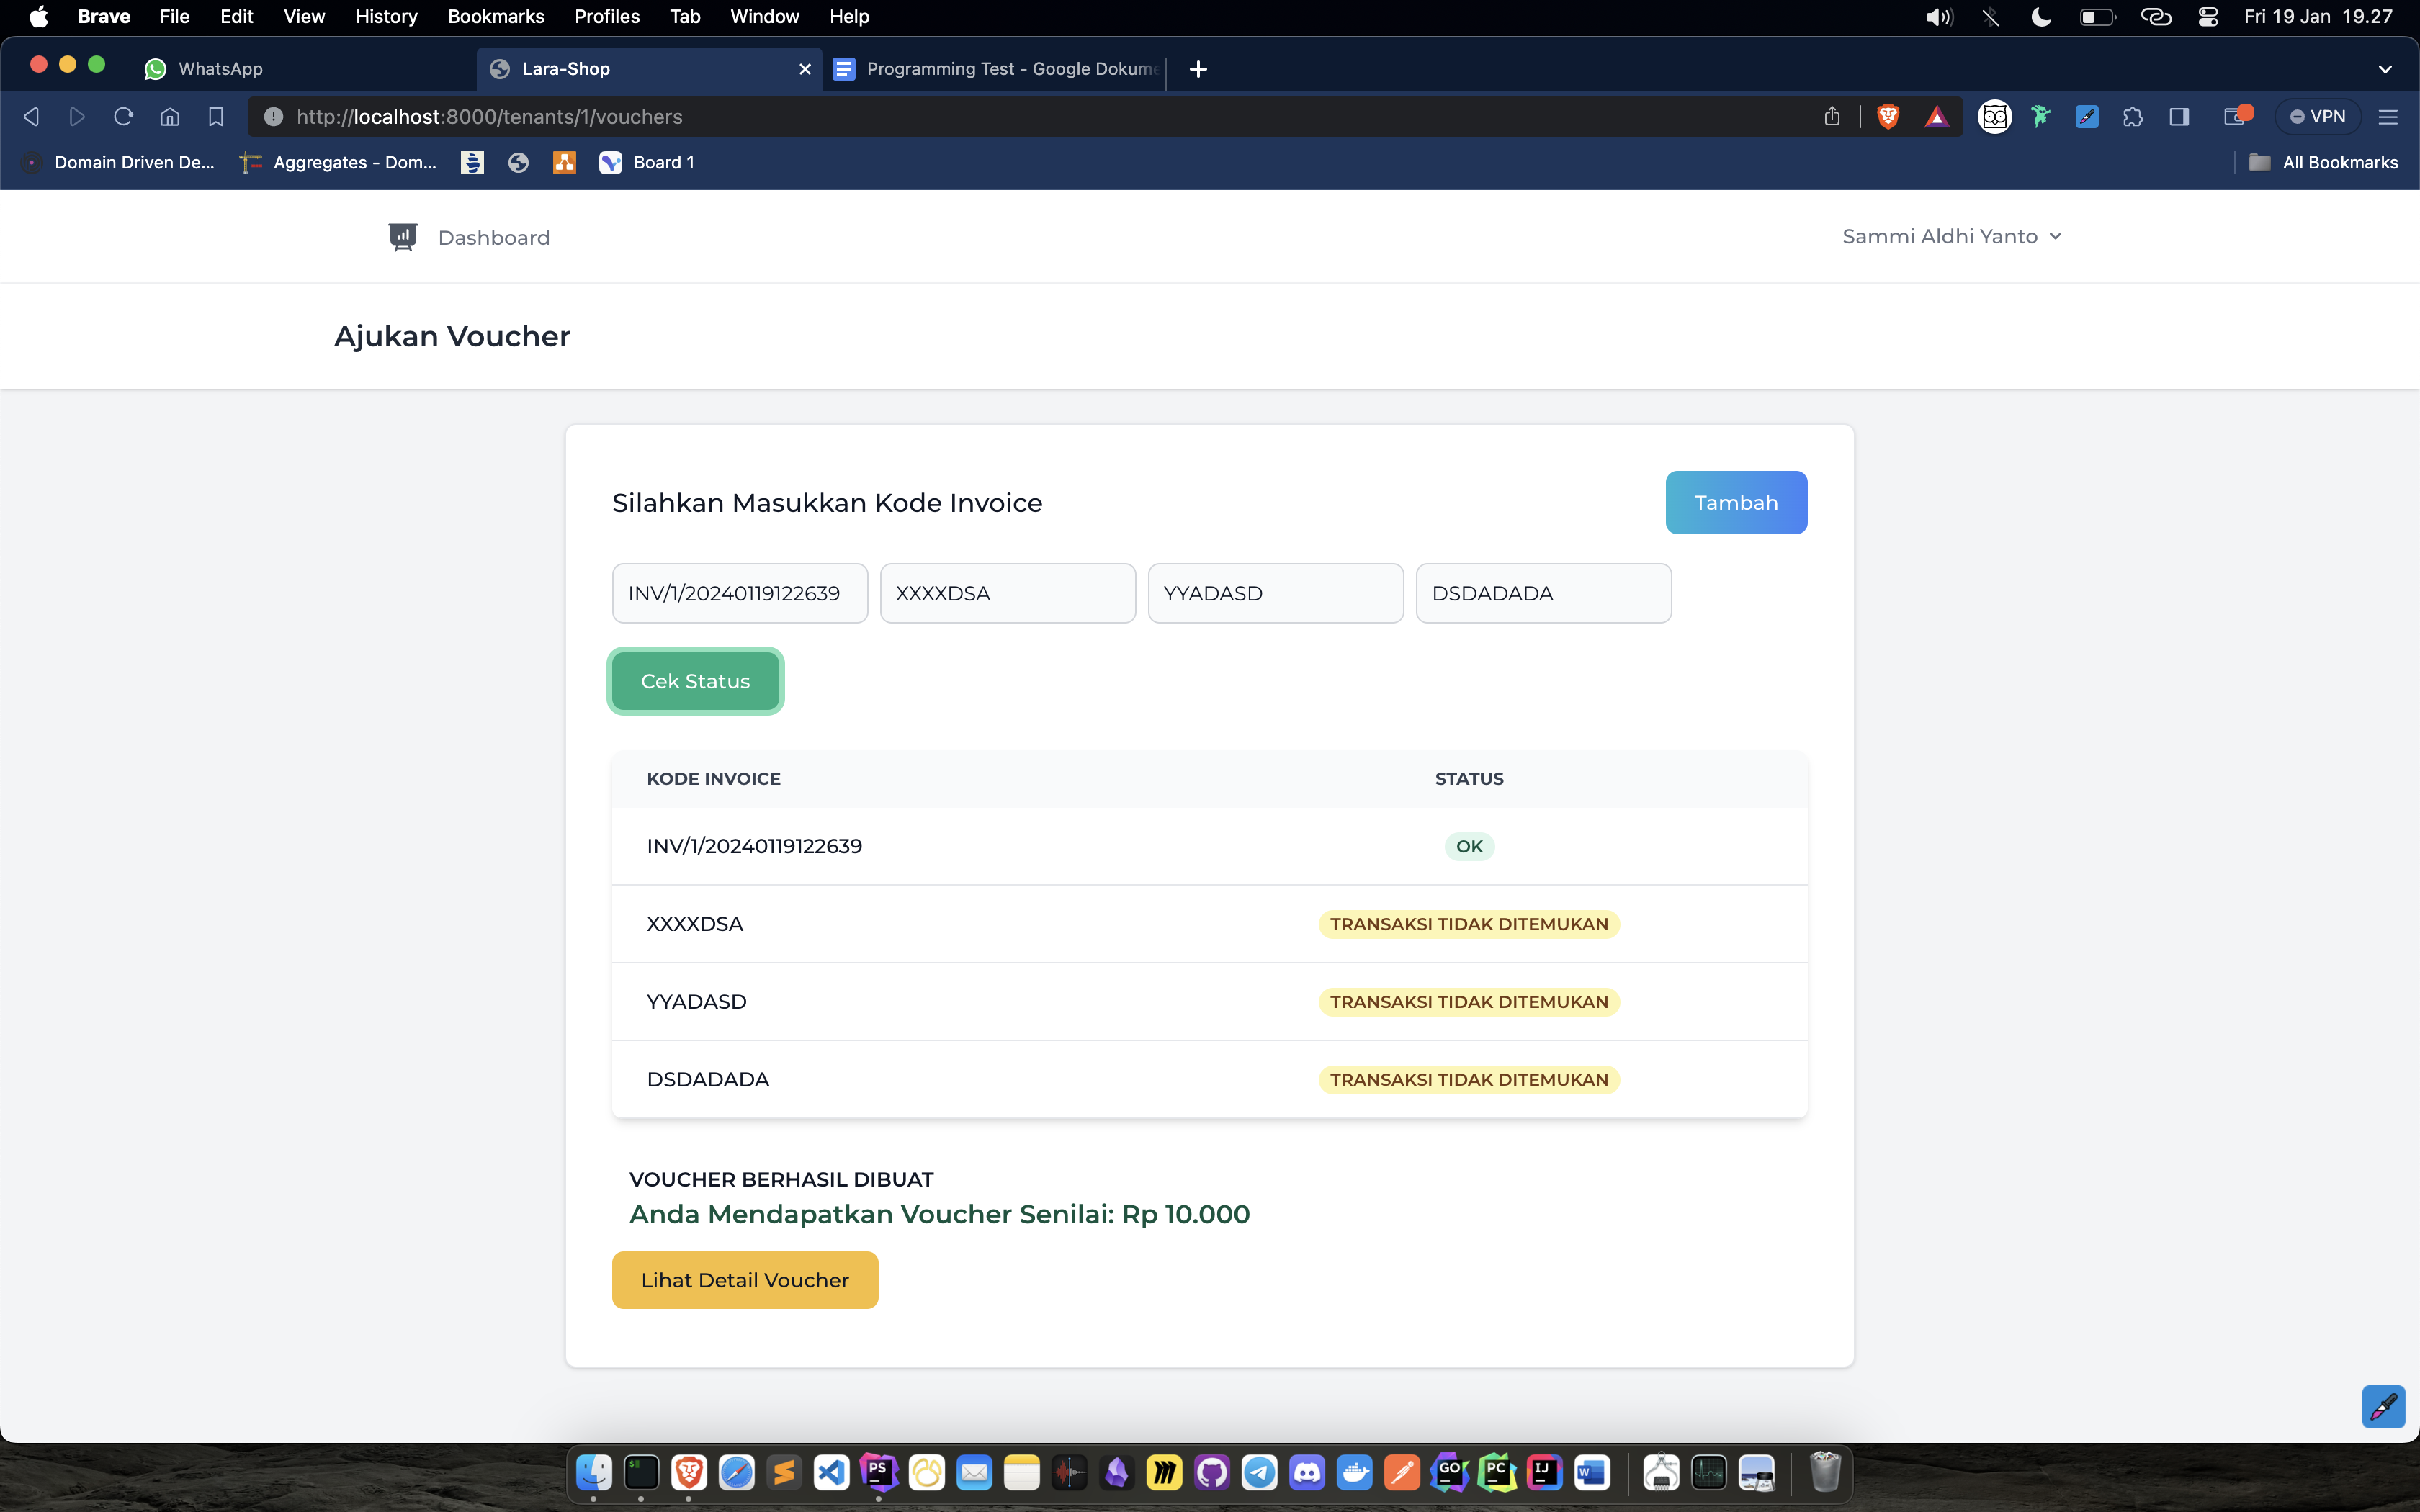 Brave File Edit View History Bookmarks Profiles Tab Window Help Fri 19 Jan 19.27
WhatsApp Lara-Shop Programming Test - Google Dokume
http://localhost:8000/tenants/1/vouchers VPN
Domain Driven De... Aggregates - Dom... Board 1 All Bookmarks
Dashboard Sammi Aldhi Yanto
Ajukan Voucher
Silahkan Masukkan Kode Invoice Tambah
INV/1/20240119122639 XXXXDSA YYADASD DSDADADA
Cek Status
KODE INVOICE STATUS
INV/1/20240119122639 OK
XXXXDSA TRANSAKSI TIDAK DITEMUKAN
YYADASD TRANSAKSI TIDAK DITEMUKAN
DSDADADA TRANSAKSI TIDAK DITEMUKAN
VOUCHER BERHASIL DIBUAT
Anda Mendapatkan Voucher Senilai: Rp 10.000
Lihat Detail Voucher
PS GO PC IJ W